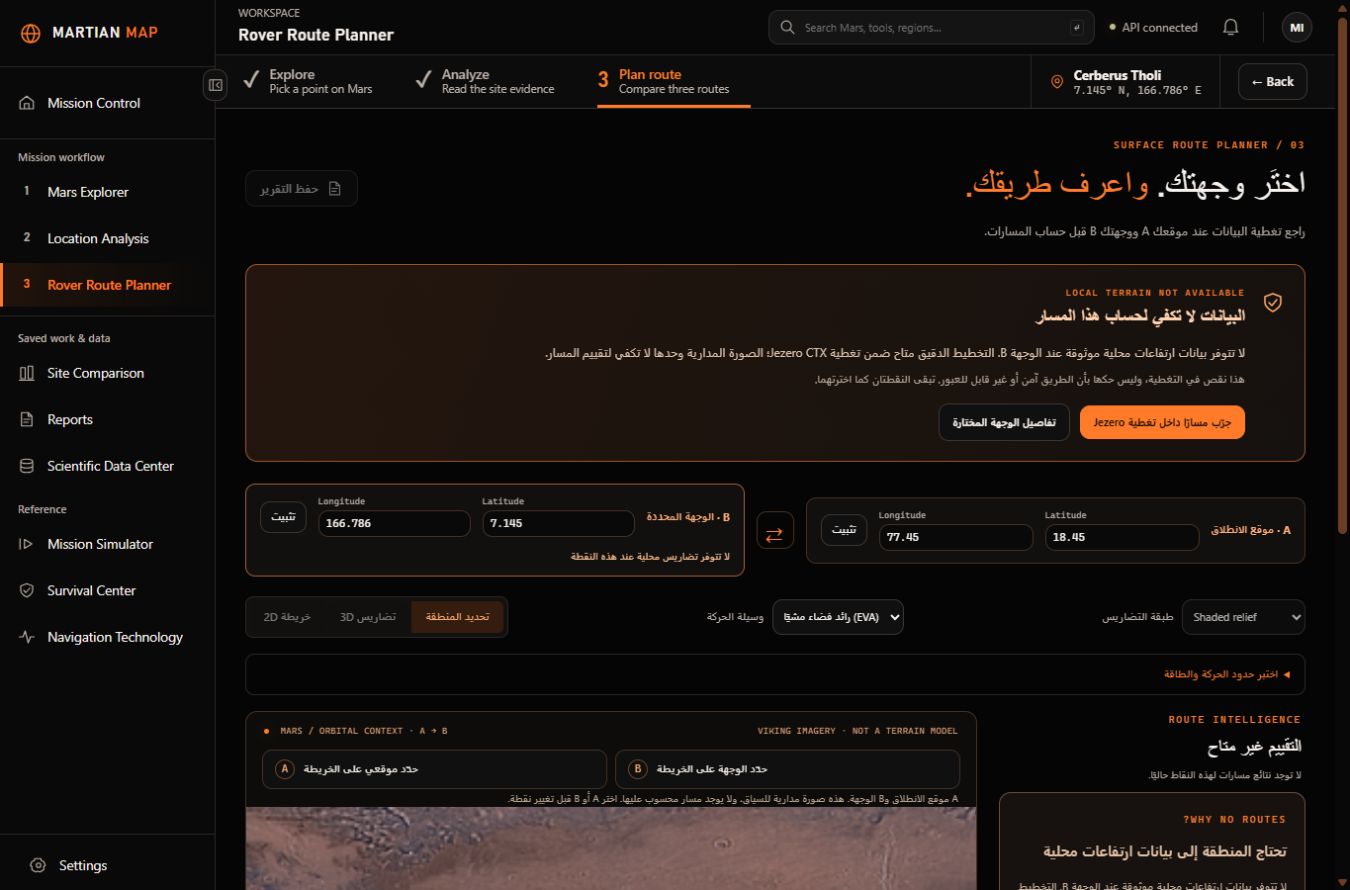 MARTIAN MAP
Mission Control
Mission workflow
1 Mars Explorer
2 Location Analysis
3 Rover Route Planner
Saved work & data
Site Comparison
Reports
Scientific Data Center
Reference
Mission Simulator
Survival Center
Navigation Technology
Settings
WORKSPACE
Rover Route Planner
Search Mars, tools, regions...
API connected
MI
Explore
Pick a point on Mars
Analyze
Read the site evidence
3 Plan route
Compare three routes
Cerberus Tholi
7.145° N, 166.786° E
← Back
SURFACE ROUTE PLANNER / 03
اختَر وجهتك. واعرف طريقك.
حفظ التقرير
راجع تغطية البيانات عند موقعك A ووجهتك B قبل حساب المسارات.
LOCAL TERRAIN NOT AVAILABLE
البيانات لا تكفي لحساب هذا المسار
لا تتوفر بيانات ارتفاعات محلية موثوقة عند الوجهة B. التخطيط الدقيق متاح ضمن تغطية Jezero CTX؛ الصورة المدارية وحدها لا تكفي لتقييم المسار.
هذا نقص في التغطية، وليس حكمًا بأن الطريق آمن أو غير قابل للعبور. تبقى النقطتان كما اخترتهما.
جرّب مسارًا داخل تغطية Jezero
تفاصيل الوجهة المختارة
A · موقع الانطلاق
Latitude
18.45
Longitude
77.45
تثبيت
B · الوجهة المحددة
Latitude
7.145
Longitude
166.786
تثبيت
لا تتوفر تضاريس محلية عند هذه النقطة
طبقة التضاريس
Shaded relief
وسيلة الحركة
رائد فضاء مشيًا (EVA)
تحديد المنطقة
تضاريس 3D
خريطة 2D
اختبر حدود الحركة والطاقة
ROUTE INTELLIGENCE
التقييم غير متاح
لا توجد نتائج مسارات لهذه النقاط حاليًا.
WHY NO ROUTES?
تحتاج المنطقة إلى بيانات ارتفاعات محلية
لا تتوفر بيانات ارتفاعات محلية موثوقة عند الوجهة B. التخطيط
MARS / ORBITAL CONTEXT · A → B
VIKING IMAGERY · NOT A TERRAIN MODEL
A حدّد موقعي على الخريطة
B حدّد الوجهة على الخريطة
A موقع الانطلاق وB الوجهة. هذه صورة مدارية للسياق، ولا يوجد مسار محسوب عليها. اختر A أو B قبل تغيير نقطة.